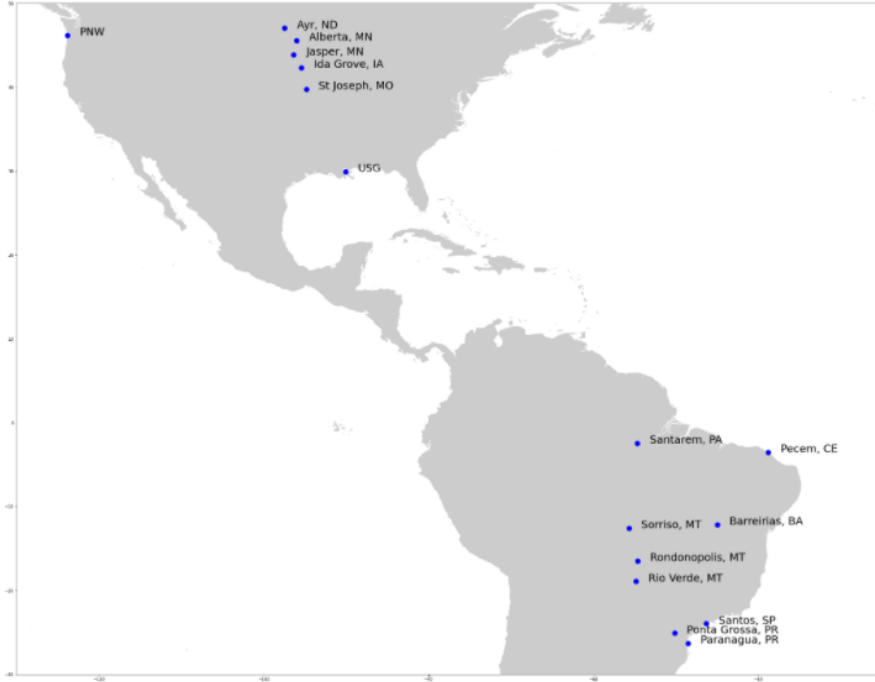 PNW
Ayr, ND
Alberta, MN
Jasper, MN
Ida Grove, IA
St Joseph, MO
USG
Santarem, PA
Pecem, CE
Sorriso, MT
Barreirias, BA
Rondonopolis, MT
Rio Verde, MT
Santos, SP
Ponta Grossa, PR
Paranagua, PR